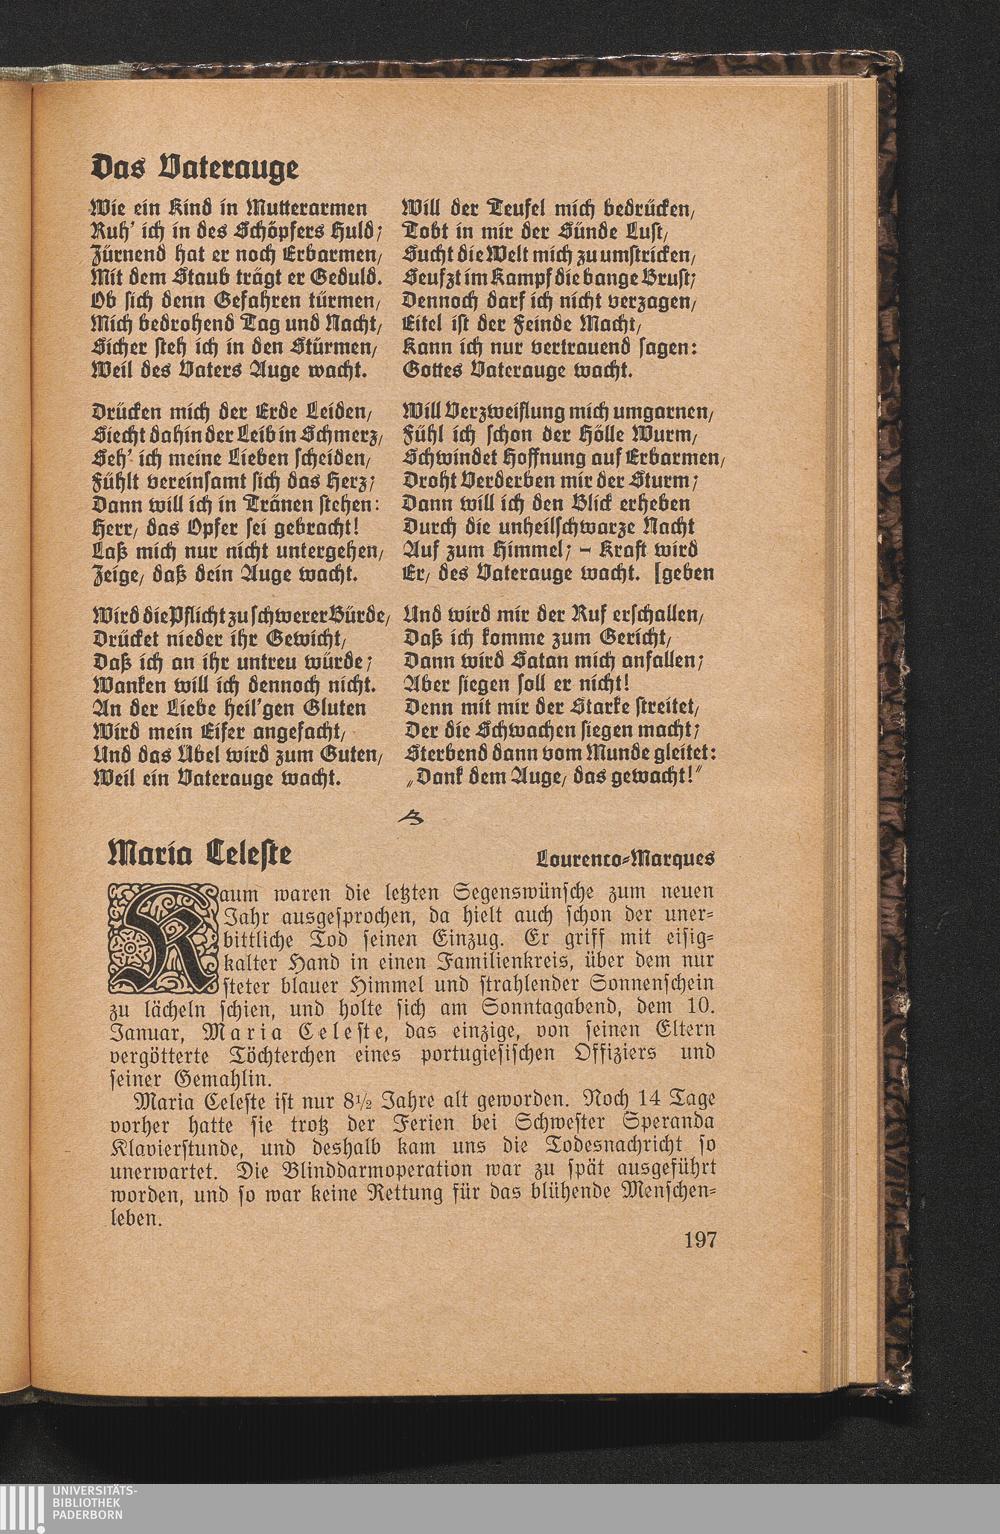 Das Vaterauge
Wie ein Kind in Mutterarmen
Ruh' ich in des Schöpfers Huld;
Zürnend hat er noch Erbarmen,
Mit dem Staub trägt er Geduld.
Ob sich denn Gefahren türmen,
Mich bedrohend Tag und Nacht,
Sicher steh ich in den Stürmen,
Weil des Vaters Auge wacht.
Drücken mich der Erde Leiden,
Siecht dahin der Leib in Schmerz,
Seh' ich meine Lieben scheiden,
Fühlt vereinsamt sich das Herz;
Dann will ich in Tränen stehen:
Herr, das Opfer sei gebracht!
Laß mich nur nicht untergehen,
Zeige, daß dein Auge wacht.
Wird die Pflicht zu schwerer Bürde,
Drücket nieder ihr Gewicht,
Daß ich an ihr untreu würde;
Wanken will ich dennoch nicht.
An der Liebe heil'gen Gluten
Wird mein Eifer angefacht,
Und das Übel wird zum Guten,
Weil ein Vaterauge wacht.
Will der Teufel mich bedrücken,
Tobt in mir der Sünde Lust,
Sucht die Welt mich zu umstricken,
Seufzt im Kampf die bange Brust;
Dennoch darf ich nicht verzagen,
Eitel ist der Feinde Macht,
Kann ich nur vertrauend sagen:
Gottes Vaterauge wacht.
Will Verzweiflung mich umgarnen,
Fühl ich schon der Hölle Wurm,
Schwindet Hoffnung auf Erbarmen,
Droht Verderben mir der Sturm;
Dann will ich den Blick erheben
Durch die unheilschwarze Nacht
Auf zum Himmel; – Kraft wird
Er, des Vaterauge wacht. [geben
Und wird mir der Ruf erschallen,
Daß ich komme zum Gericht,
Dann wird Satan mich anfallen;
Aber siegen soll er nicht!
Denn mit mir der Starke streitet,
Der die Schwachen siegen macht;
Sterbend dann vom Munde gleitet:
„Dank dem Auge, das gewacht!"
Maria Celeste
Lourenco=Marques
Kaum waren die letzten Segenswünsche zum neuen
Jahr ausgesprochen, da hielt auch schon der uner=
bittliche Tod seinen Einzug. Er griff mit eisig=
kalter Hand in einen Familienkreis, über dem nur
steter blauer Himmel und strahlender Sonnenschein
zu lächeln schien, und holte sich am Sonntagabend, dem 10.
Januar, Maria Celeste, das einzige, von seinen Eltern
vergötterte Töchterchen eines portugiesischen Offiziers und
seiner Gemahlin.
Maria Celeste ist nur 8½ Jahre alt geworden. Noch 14 Tage
vorher hatte sie trotz der Ferien bei Schwester Speranda
Klavierstunde, und deshalb kam uns die Todesnachricht so
unerwartet. Die Blinddarmoperation war zu spät ausgeführt
worden, und so war keine Rettung für das blühende Menschen=
leben.
197
UNIVERSITÄTS-
BIBLIOTHEK
PADERBORN